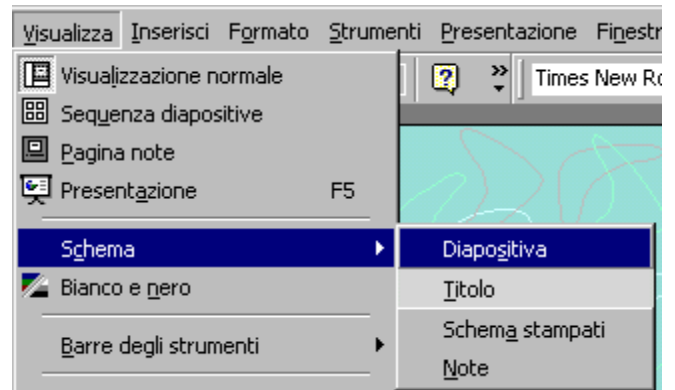 Visualizza Inserisci Formato Strumenti Presentazione Finestr
Visualizzazione normale
Times New Ro
Sequenza diapositive
Pagina note
Presentazione F5
Schema
Diapositiva
Bianco e nero
Titolo
Schema stampati
Barre degli strumenti
Note